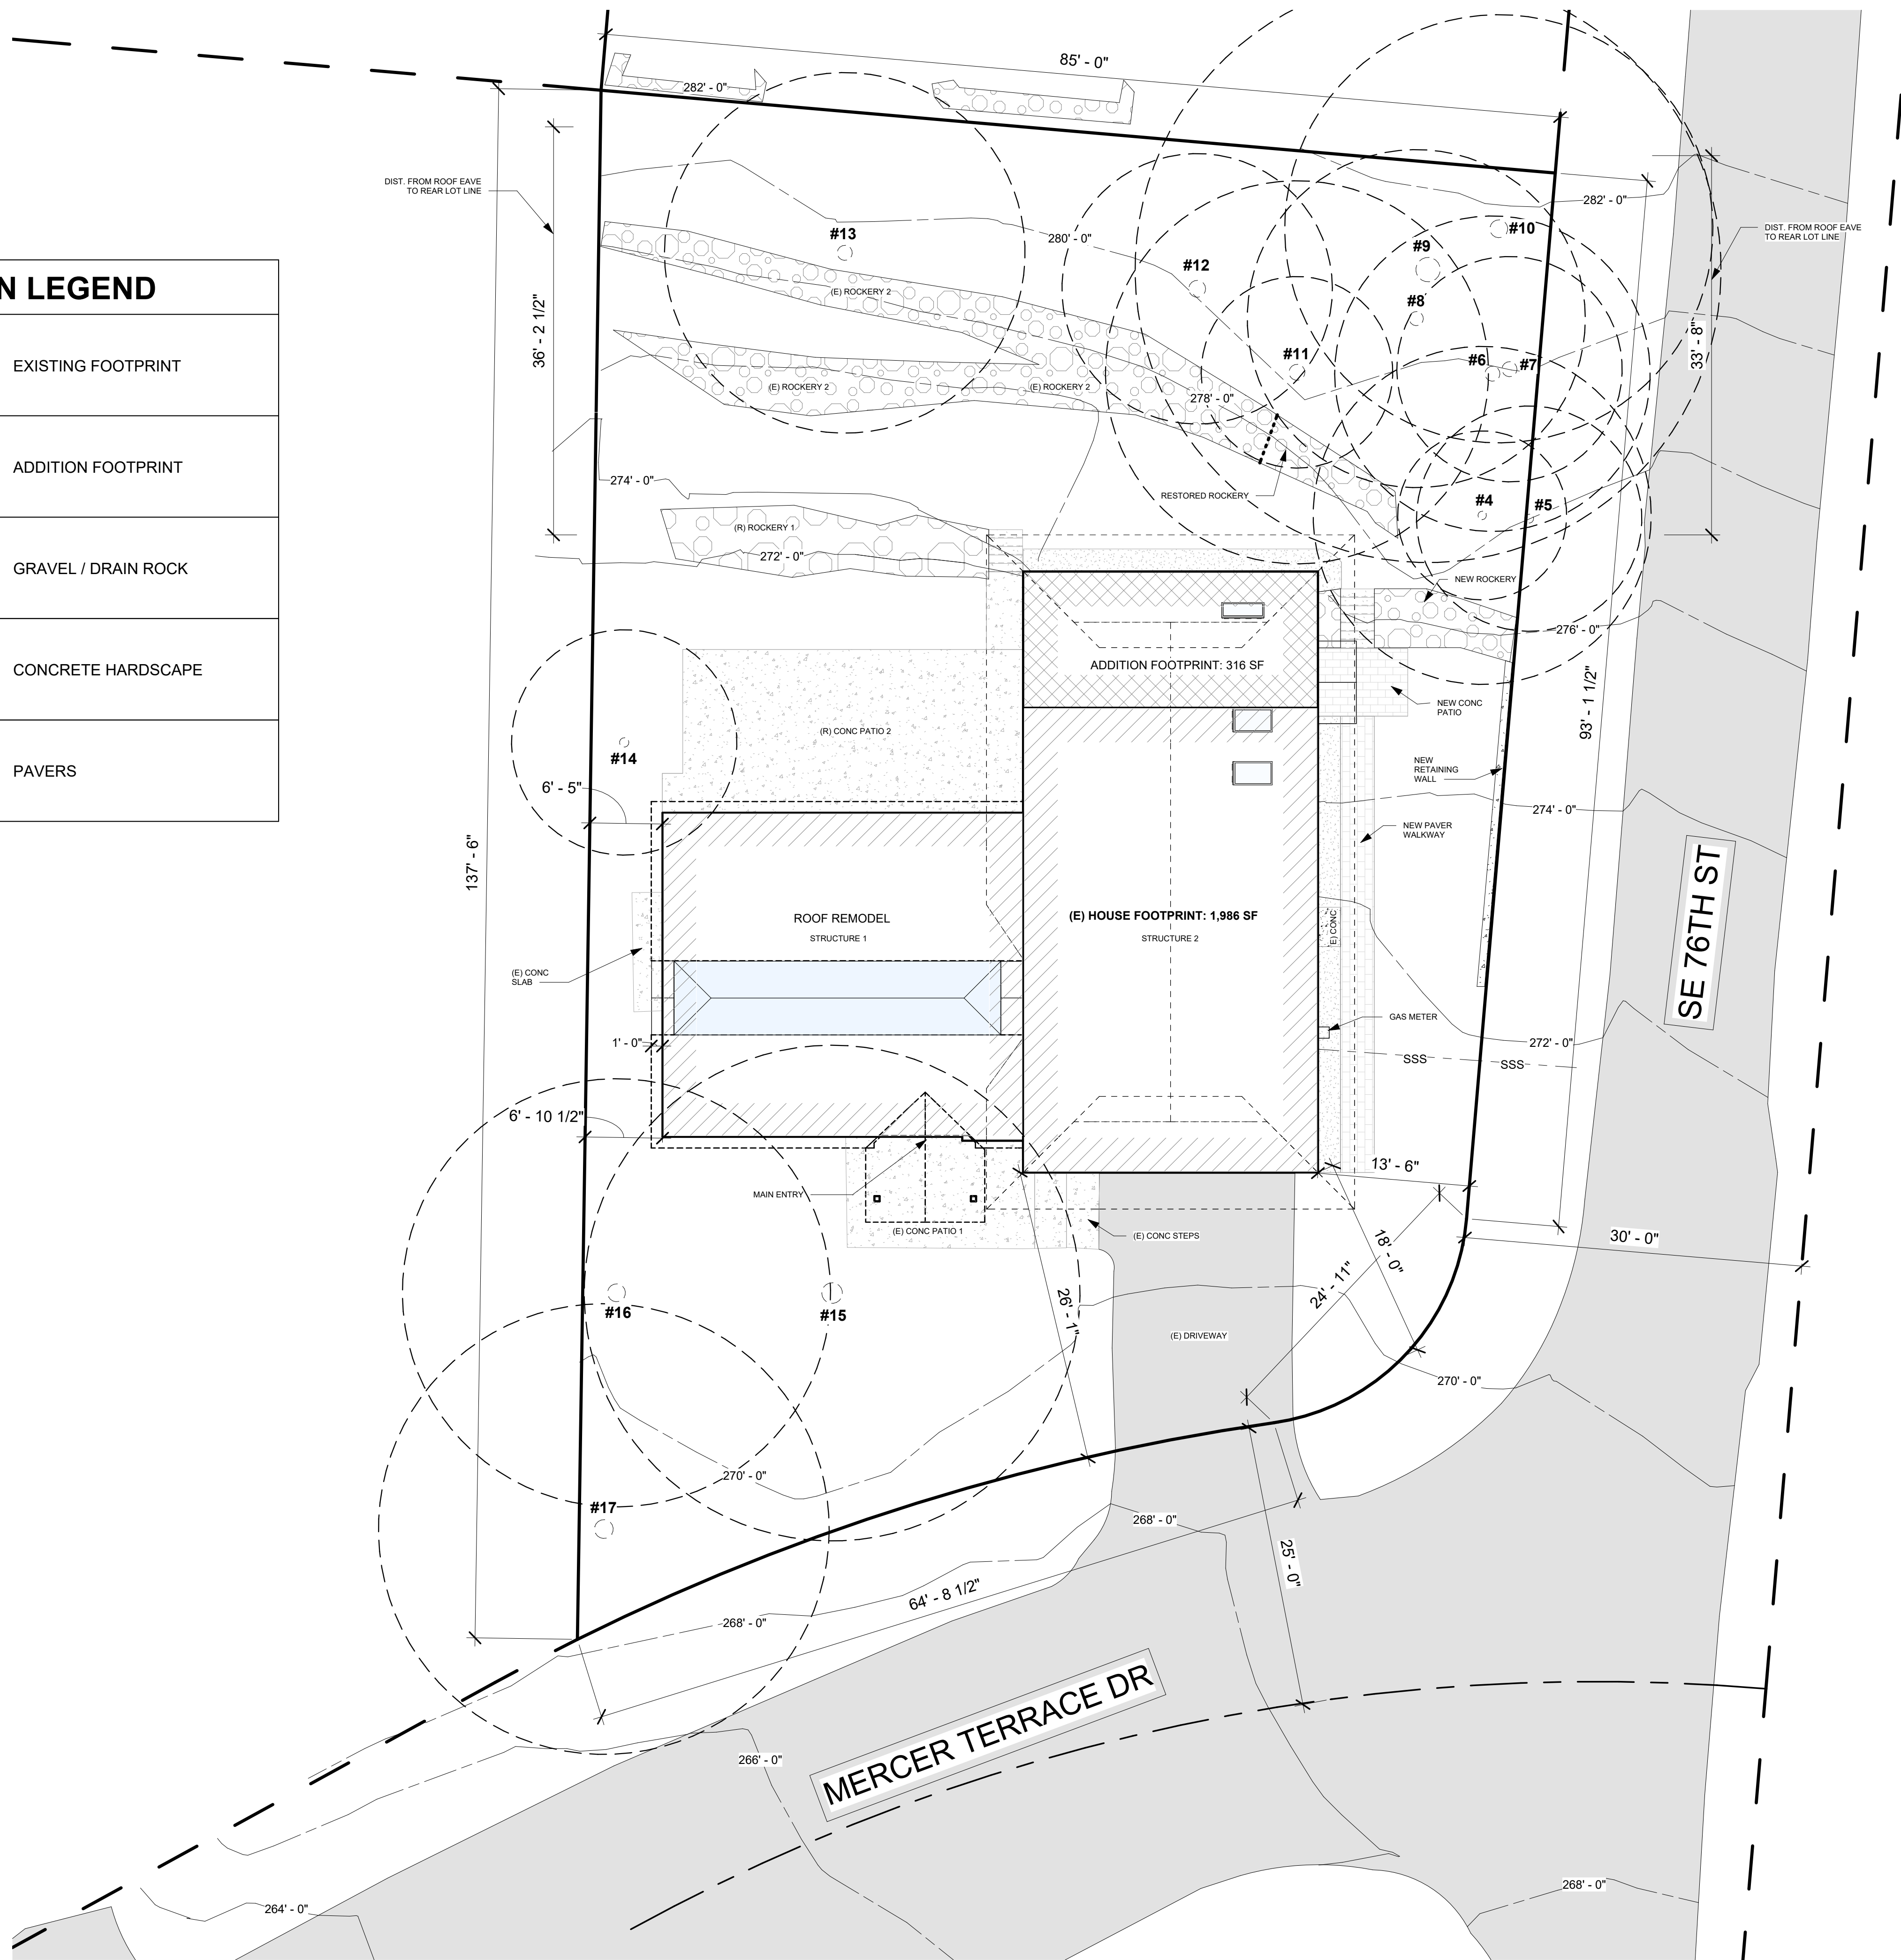 85' - 0"
282' - 0"
DIST. FROM ROOF EAVE
TO REAR LOT LINE
282' - 0"
#13
#10
#9
280' - 0"
DIST. FROM ROOF EAVE
TO REAR LOT LINE
#12
N LEGEND
(E) ROCKERY 2
#8
36' - 2 1/2"
33' - 8"
#11
#6
#7
EXISTING FOOTPRINT
(E) ROCKERY 2
(E) ROCKERY 2
278' - 0"
ADDITION FOOTPRINT
274' - 0"
RESTORED ROCKERY
#4
#5
(R) ROCKERY 1
272' - 0"
GRAVEL / DRAIN ROCK
NEW ROCKERY
276' - 0"
CONCRETE HARDSCAPE
ADDITION FOOTPRINT: 316 SF
93' - 1 1/2"
NEW CONC
PATIO
(R) CONC PATIO 2
#14
PAVERS
NEW
RETAINING
WALL
6' - 5"
274' - 0"
NEW PAVER
WALKWAY
137' - 6"
SE 76TH ST
ROOF REMODEL
STRUCTURE 1
(E) HOUSE FOOTPRINT: 1,986 SF
STRUCTURE 2
E) CONC
(E) CONC
SLAB
GAS METER
1' - 0"
272' - 0"
SSS
SSS
6' - 10 1/2"
13' - 6"
MAIN ENTRY
(E) CONC PATIO 1
(E) CONC STEPS
30' - 0"
18' - 0"
24' - 11"
26' - 1"
#16
#15
(E) DRIVEWAY
270' - 0"
270' - 0"
#17
268' - 0"
25' - 0"
64' - 8 1/2"
268' - 0"
MERCER TERRACE DR
266' - 0"
268' - 0"
264' - 0"